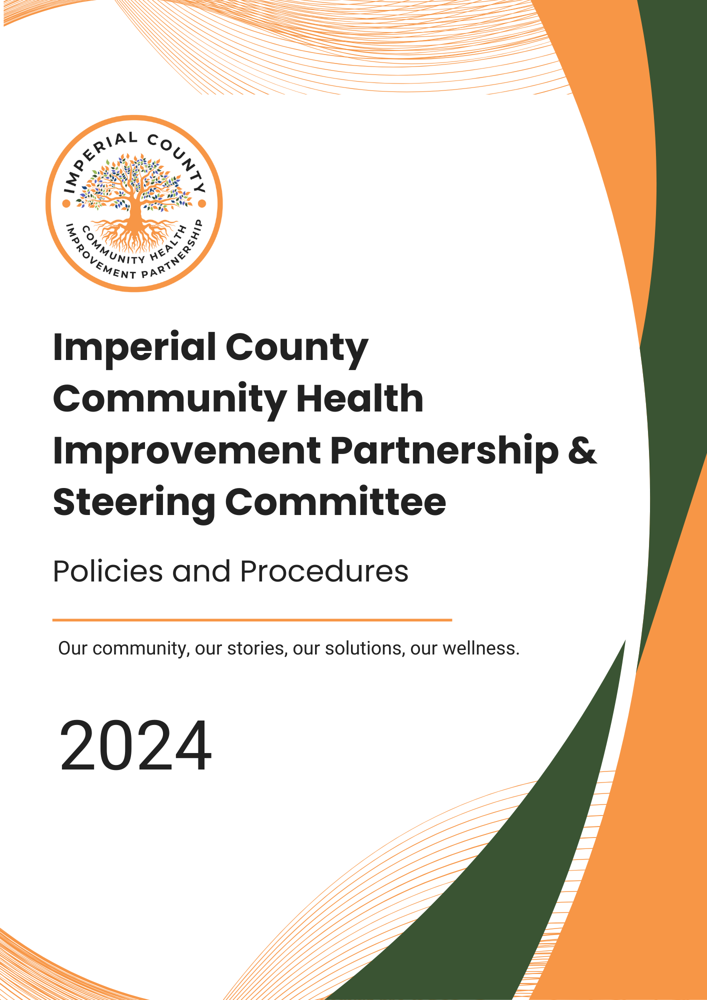 IMPERIAL COUNTY
COMMUNITY HEALTH
IMPROVEMENT PARTNERSHIP
Imperial County
Community Health
Improvement Partnership &
Steering Committee
Policies and Procedures
Our community, our stories, our solutions, our wellness.
2024